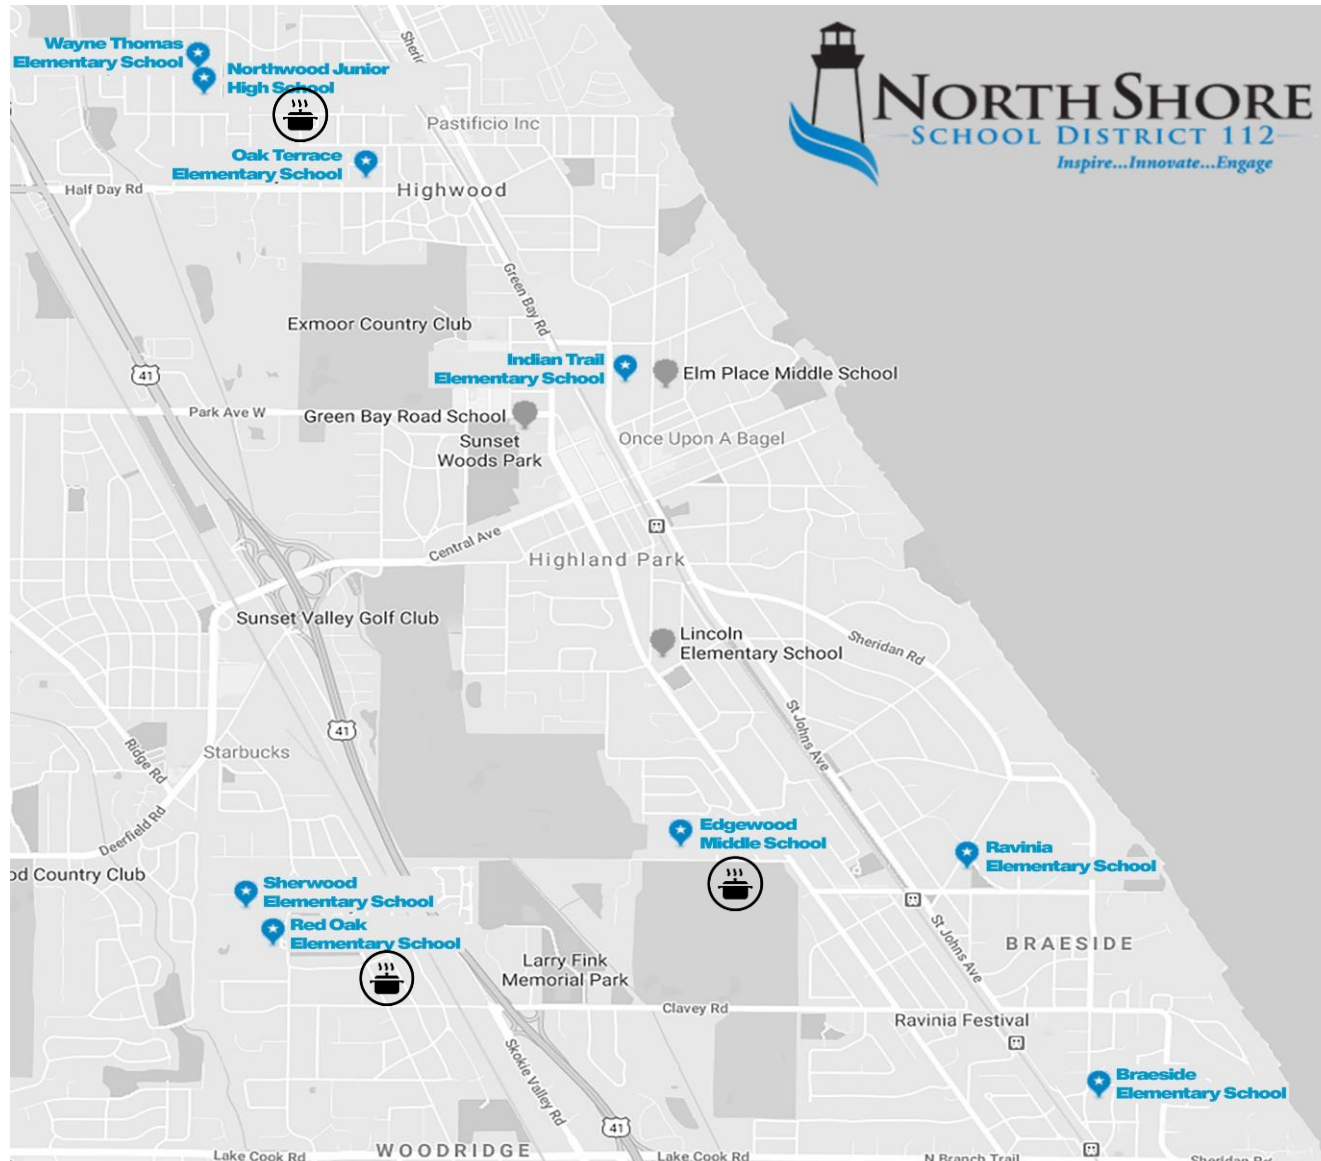 Wayne Thomas
Elementary School
Northwood Junior
High School
Sheri
Pastificio Inc
NORTH SHORE
SCHOOL DISTRICT 112
Inspire...Innovate...Engage
Oak Terrace
Elementary School
Half Day Rd
Highwood
Green Bay Rd
Exmoor Country Club
Indian Trail
Elementary School
Elm Place Middle School
41
Park Ave W
Green Bay Road School
Sunset
Woods Park
Once Upon A Bagel
Central Ave
Highland Park
Sunset Valley Golf Club
Lincoln
Elementary School
Sheridan Rd
41
St Johns Ave
Starbucks
Ridge Rd
Deerfield Rd
Edgewood
Middle School
Ravinia
Elementary School
od Country Club
Sherwood
Elementary School
Red Oak
Elementary School
St Johns Ave
BRAESIDE
Larry Fink
Memorial Park
Clavey Rd
Ravinia Festival
Skokie Valley Rd
Braeside
Elementary School
41
WOODRIDGE
Lake Cook Rd
Lake Cook Rd
N Branch Trail
Sheridan Rd